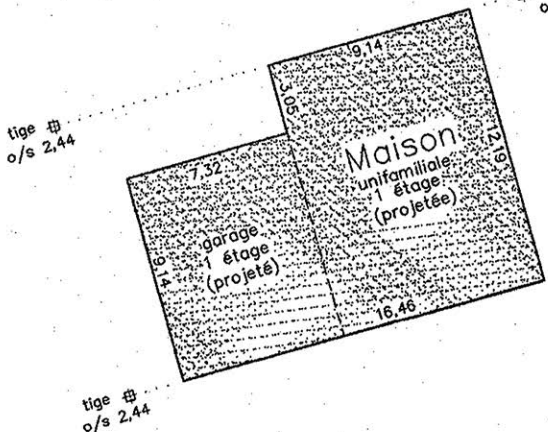 9,14
3,05
tige
o/s 2,44
Maison
unifamiliale
1 étage
(projetée)
12,19
7,32
garage
1 étage
(projeté)
9,14
16,46
tige
o/s 2,44